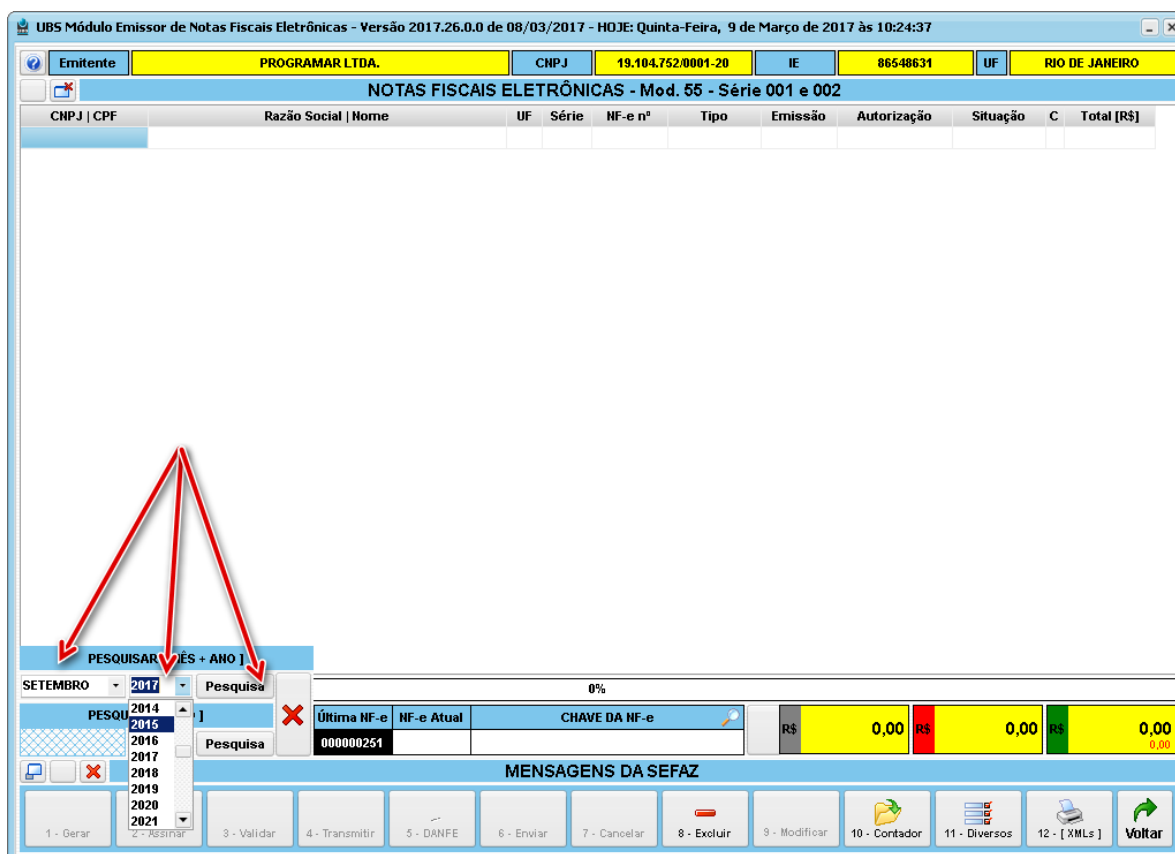 UBS Módulo Emissor de Notas Fiscais Eletrônicas - Versão 2017.26.0.0 de 08/03/2017 - HOJE: Quinta-Feira, 9 de Março de 2017 às 10:24:37
Emitente PROGRAMAR LTDA. CNPJ 19.104.752/0001-20 IE 86548631 UF RIO DE JANEIRO
NOTAS FISCAIS ELETRÔNICAS - Mod. 55 - Série 001 e 002
CNPJ | CPF Razão Social | Nome UF Série NF-e nº Tipo Emissão Autorização Situação C Total [R$]
PESQUISAR ÊS + ANO ]
SETEMBRO 2017 Pesquisa
0%
2014
PESQU ]
2015
2016
2017
2018
2019
2020
2021
Pesquisa
Última NF-e NF-e Atual CHAVE DA NF-e
000000251
R$ 0,00 R$ 0,00 R$ 0,00
0,00
MENSAGENS DA SEFAZ
1 - Gerar 2 - Assinar 3 - Validar 4 - Transmitir 5 - DANFE 6 - Enviar 7 - Cancelar 8 - Excluir 9 - Modificar 10 - Contador 11 - Diversos 12 - [ XMLs ] Voltar